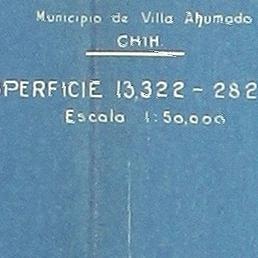 Municipio de Villa Ahumada
CHIH.
PERFICIE 13,322 - 282
Escala 1:50,000